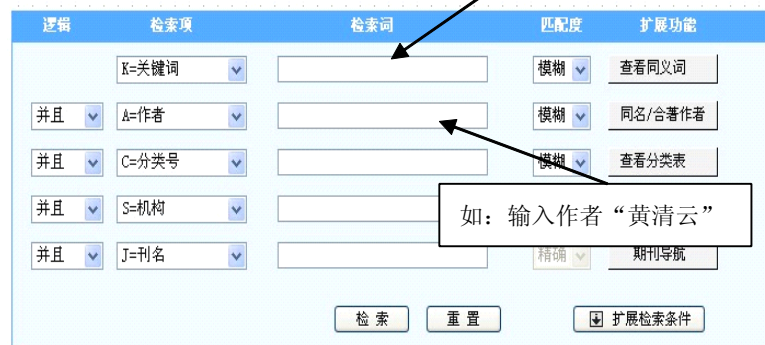 逻辑 检索项 检索词 匹配度 扩展功能
K=关键词 模糊 查看同义词
并且 A=作者 模糊 同名/合著作者
并且 C=分类号 模糊 查看分类表
并且 S=机构
如：输入作者“黄清云”
并且 J=刊名 精确 期刊导航
检 索 重 置 扩展检索条件